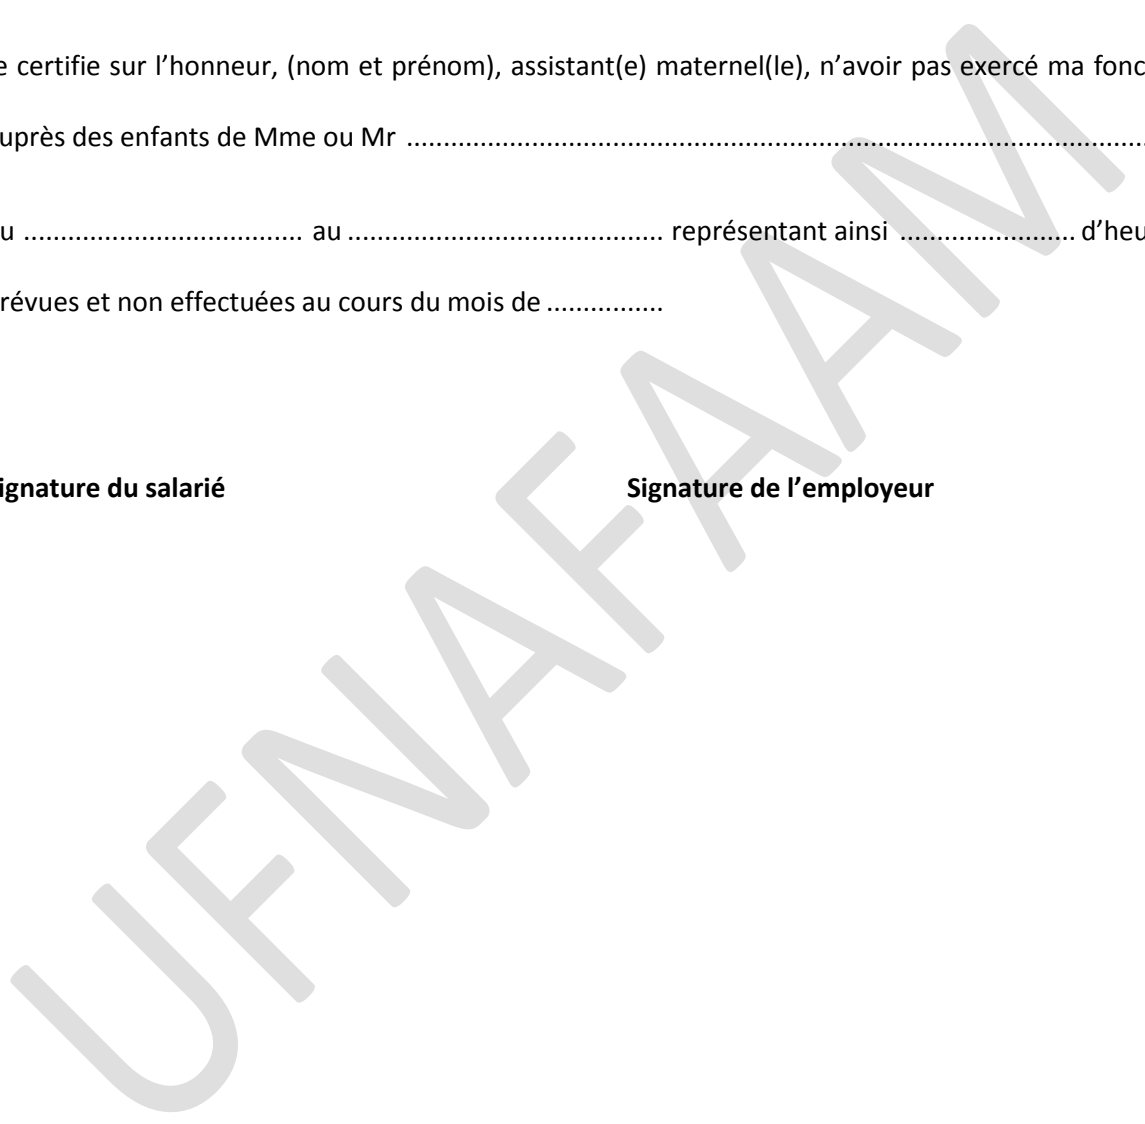 e certifie sur l’honneur, (nom et prénom), assistant(e) maternel(le), n’avoir pas exercé ma fonc
uprès des enfants de Mme ou Mr ....................................................................................................
u ...................................... au ........................................... représentant ainsi ........................ d’heu
révues et non effectuées au cours du mois de ................
ignature du salarié Signature de l’employeur
UFNAFAAM